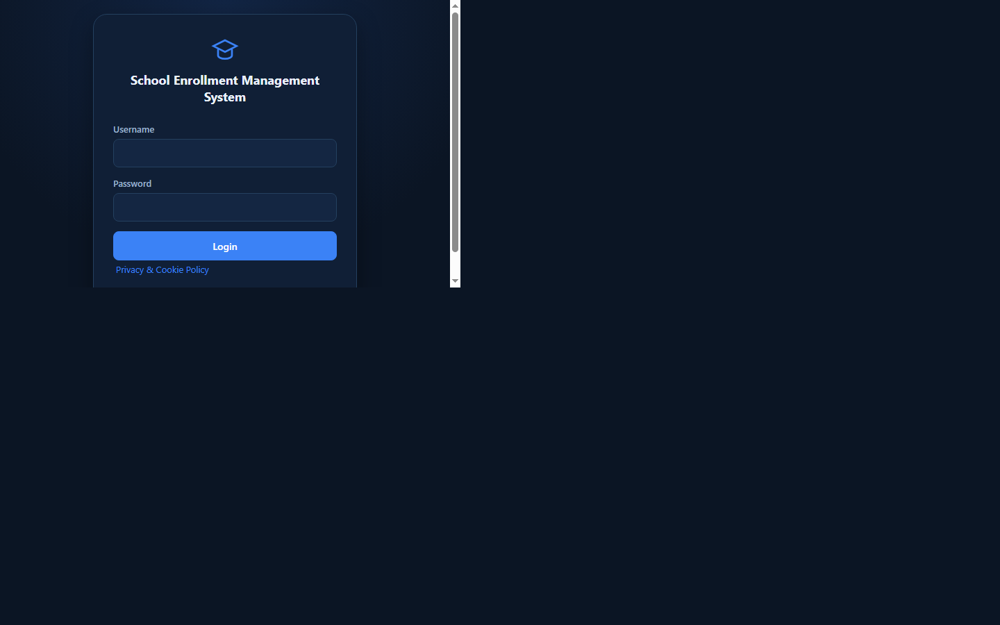 School Enrollment Management
System
Username
Password
Login
Privacy & Cookie Policy